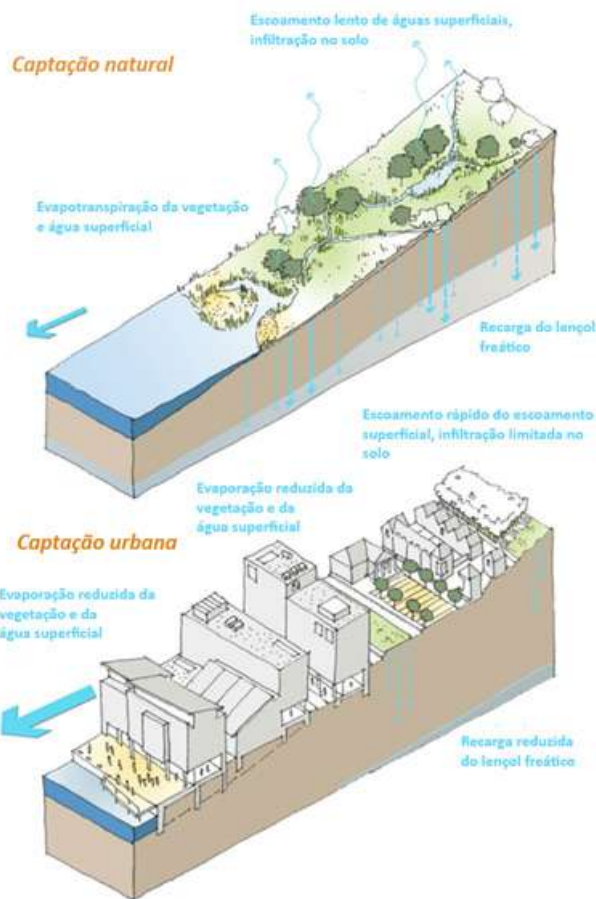 Escoamento lento de águas superficiais,
infiltração no solo
Captação natural
Evapotranspiração da vegetação
e água superficial
Recarga do lençol
freático
Escoamento rápido do escoamento
superficial, infiltração limitada no
solo
Evaporação reduzida da
vegetação e da
água superficial
Captação urbana
Evaporação reduzida da
vegetação e da
água superficial
Recarga reduzida
do lençol freático